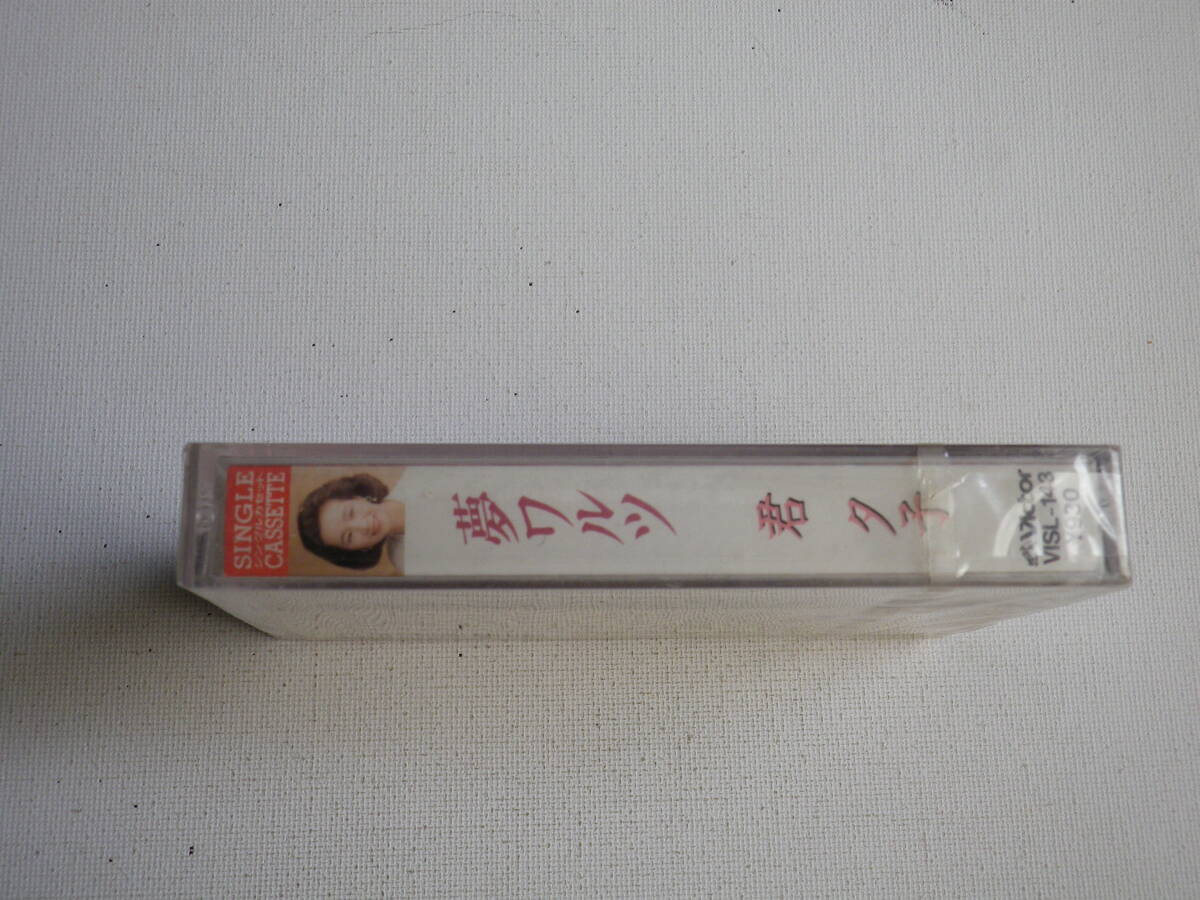 SINGLE
シングルカセット
CASSETTE
夢ワルツ
君 夕子
Victor
VISL-143
¥930